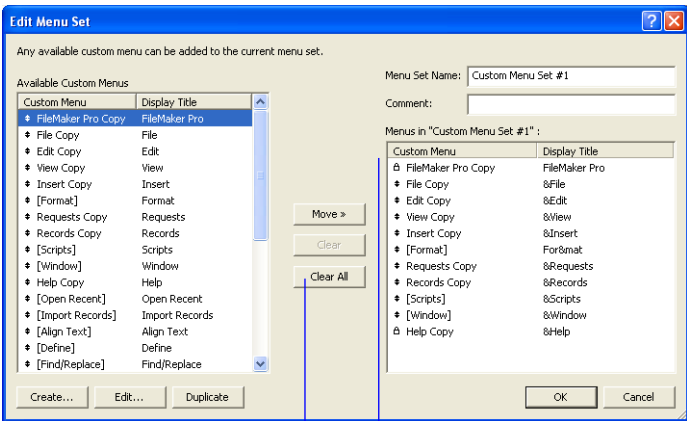 Edit Menu Set
Any available custom menu can be added to the current menu set.
Available Custom Menus
Custom Menu Display Title
FileMaker Pro Copy FileMaker Pro
File Copy File
Edit Copy Edit
View Copy View
Insert Copy Insert
[Format] Format
Requests Copy Requests
Records Copy Records
[Scripts] Scripts
[Window] Window
Help Copy Help
[Open Recent] Open Recent
[Import Records] Import Records
[Align Text] Align Text
[Define] Define
[Find/Replace] Find/Replace
Create... Edit... Duplicate
Move »
Clear
Clear All
Menu Set Name: Custom Menu Set #1
Comment:
Menus in "Custom Menu Set #1" :
Custom Menu Display Title
FileMaker Pro Copy FileMaker Pro
File Copy &File
Edit Copy &Edit
View Copy &View
Insert Copy &Insert
[Format] For&mat
Requests Copy &Requests
Records Copy &Records
[Scripts] &Scripts
[Window] &Window
Help Copy &Help
OK Cancel